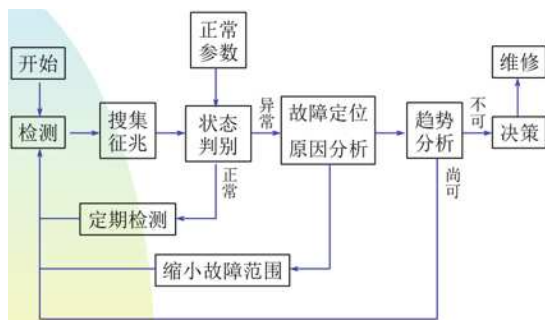 正常
参数
开始
维修
检测
搜集
征兆
状态
判别
异常
故障定位
原因分析
趋势
分析
不可
决策
正常
尚可
定期检测
缩小故障范围